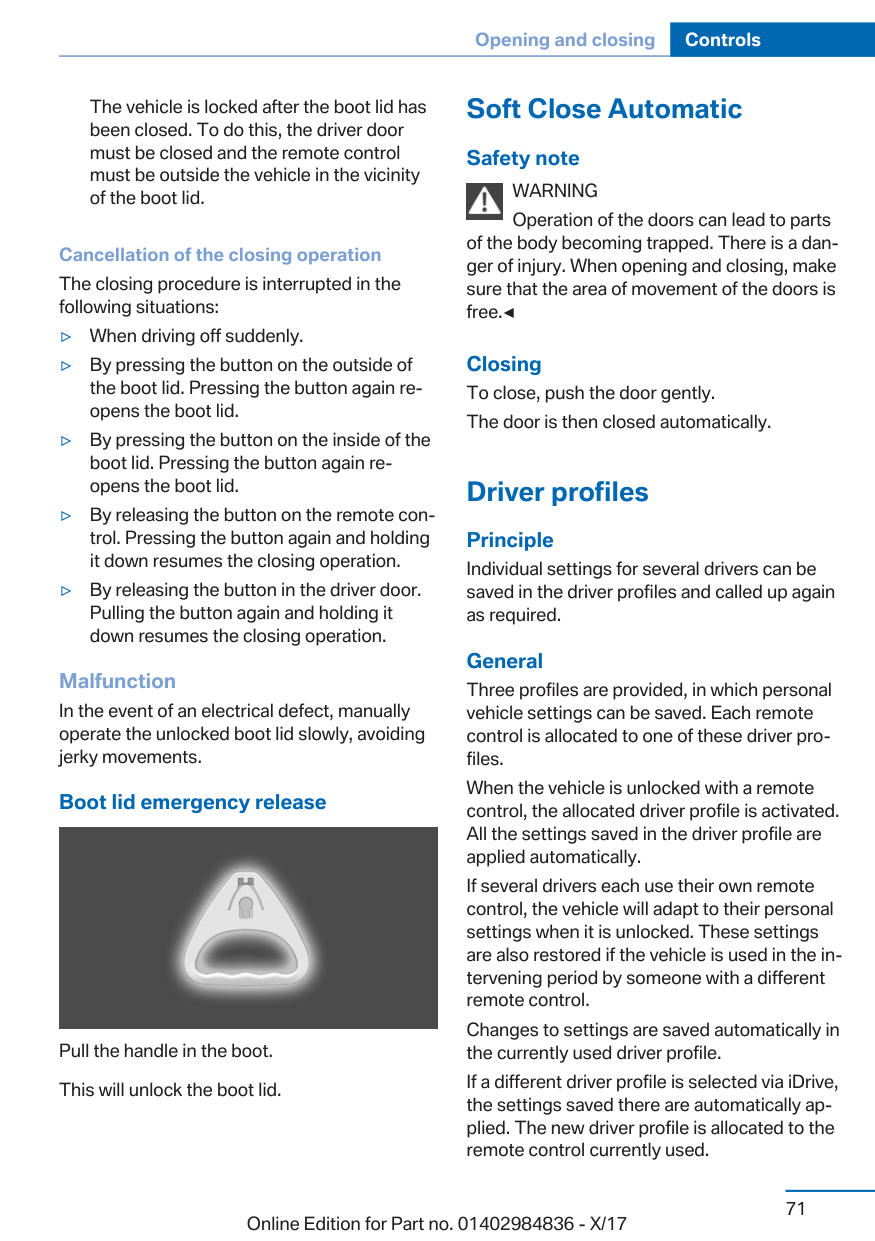 Opening and closing Controls
The vehicle is locked after the boot lid has
been closed. To do this, the driver door
must be closed and the remote control
must be outside the vehicle in the vicinity
of the boot lid.
Cancellation of the closing operation
The closing procedure is interrupted in the
following situations:
▷ When driving off suddenly.
▷ By pressing the button on the outside of
the boot lid. Pressing the button again re-
opens the boot lid.
▷ By pressing the button on the inside of the
boot lid. Pressing the button again re-
opens the boot lid.
▷ By releasing the button on the remote con-
trol. Pressing the button again and holding
it down resumes the closing operation.
▷ By releasing the button in the driver door.
Pulling the button again and holding it
down resumes the closing operation.
Malfunction
In the event of an electrical defect, manually
operate the unlocked boot lid slowly, avoiding
jerky movements.
Boot lid emergency release
Pull the handle in the boot.
This will unlock the boot lid.
Soft Close Automatic
Safety note
WARNING
Operation of the doors can lead to parts
of the body becoming trapped. There is a dan-
ger of injury. When opening and closing, make
sure that the area of movement of the doors is
free.◄
Closing
To close, push the door gently.
The door is then closed automatically.
Driver profiles
Principle
Individual settings for several drivers can be
saved in the driver profiles and called up again
as required.
General
Three profiles are provided, in which personal
vehicle settings can be saved. Each remote
control is allocated to one of these driver pro-
files.
When the vehicle is unlocked with a remote
control, the allocated driver profile is activated.
All the settings saved in the driver profile are
applied automatically.
If several drivers each use their own remote
control, the vehicle will adapt to their personal
settings when it is unlocked. These settings
are also restored if the vehicle is used in the in-
tervening period by someone with a different
remote control.
Changes to settings are saved automatically in
the currently used driver profile.
If a different driver profile is selected via iDrive,
the settings saved there are automatically ap-
plied. The new driver profile is allocated to the
remote control currently used.
71
Online Edition for Part no. 01402984836 - X/17